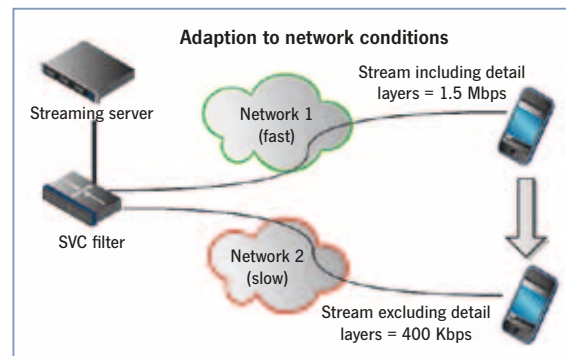 Adaption to network conditions
Streaming server
Stream including detail
layers = 1.5 Mbps
Network 1
(fast)
SVC filter
Network 2
(slow)
Stream excluding detail
layers = 400 Kbps